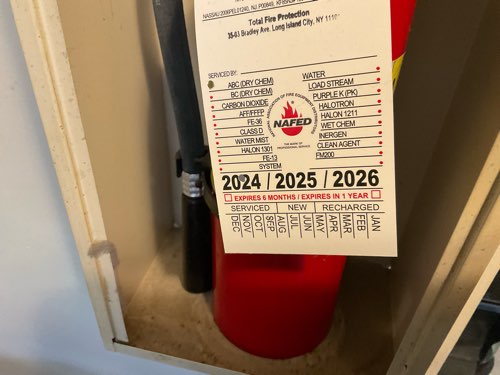 Total Fire Protection
35-03 Bradley Ave. Long Island City, NY
SERVICED BY:
ABC (DRY CHEM)
BC (DRY CHEM)
CARBON DIOXIDE
AFF/FFFP
FE-36
CLASS D
WATER MIST
HALON 1301
FE-13
SYSTEM
NAFED
WATER
LOAD STREAM
PURPLE K (PK)
HALOTRON
HALON 1211
WET CHEM
INERGEN
CLEAN AGENT
FM200
2024 / 2025 / 2026
EXPIRES 6 MONTHS / EXPIRES IN 1 YEAR
SERVICED NEW RECHARGED
DEC NOV OCT SEP AUG JUL JUN MAY APR MAR FEB JAN